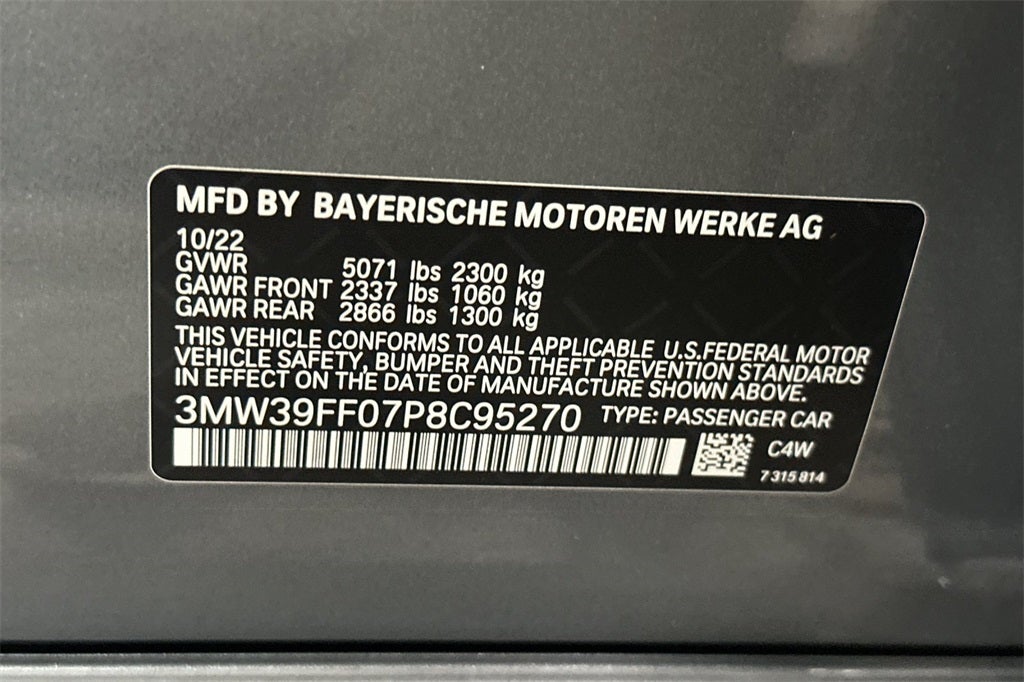 MFD BY BAYERISCHE MOTOREN WERKE AG
10/22
GVWR 5071 lbs 2300 kg
GAWR FRONT 2337 lbs 1060 kg
GAWR REAR 2866 lbs 1300 kg
THIS VEHICLE CONFORMS TO ALL APPLICABLE U.S.FEDERAL MOTOR
VEHICLE SAFETY, BUMPER AND THEFT PREVENTION STANDARDS
IN EFFECT ON THE DATE OF MANUFACTURE SHOWN ABOVE.
3MW39FF07P8C95270 TYPE: PASSENGER CAR
C4W
7 315 814